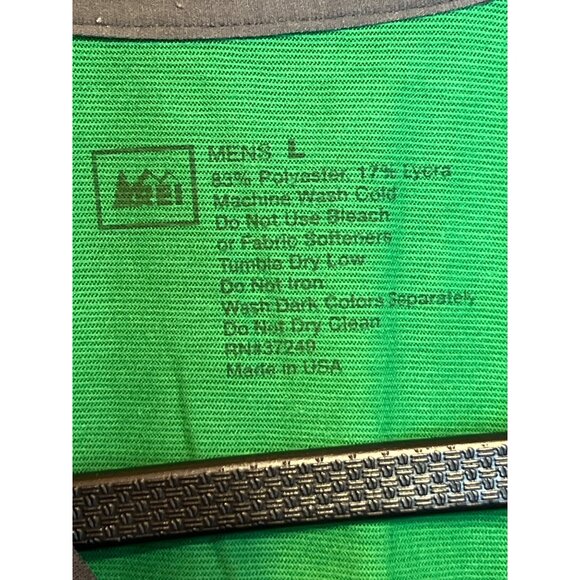 REI
MENS L
83% Polyester, 17% Lycra
Machine Wash Cold
Do Not Use Bleach
or Fabric Softeners
Tumble Dry Low
Do Not Iron
Wash Dark Colors Separately
Do Not Dry Clean
RN#37249
Made in USA